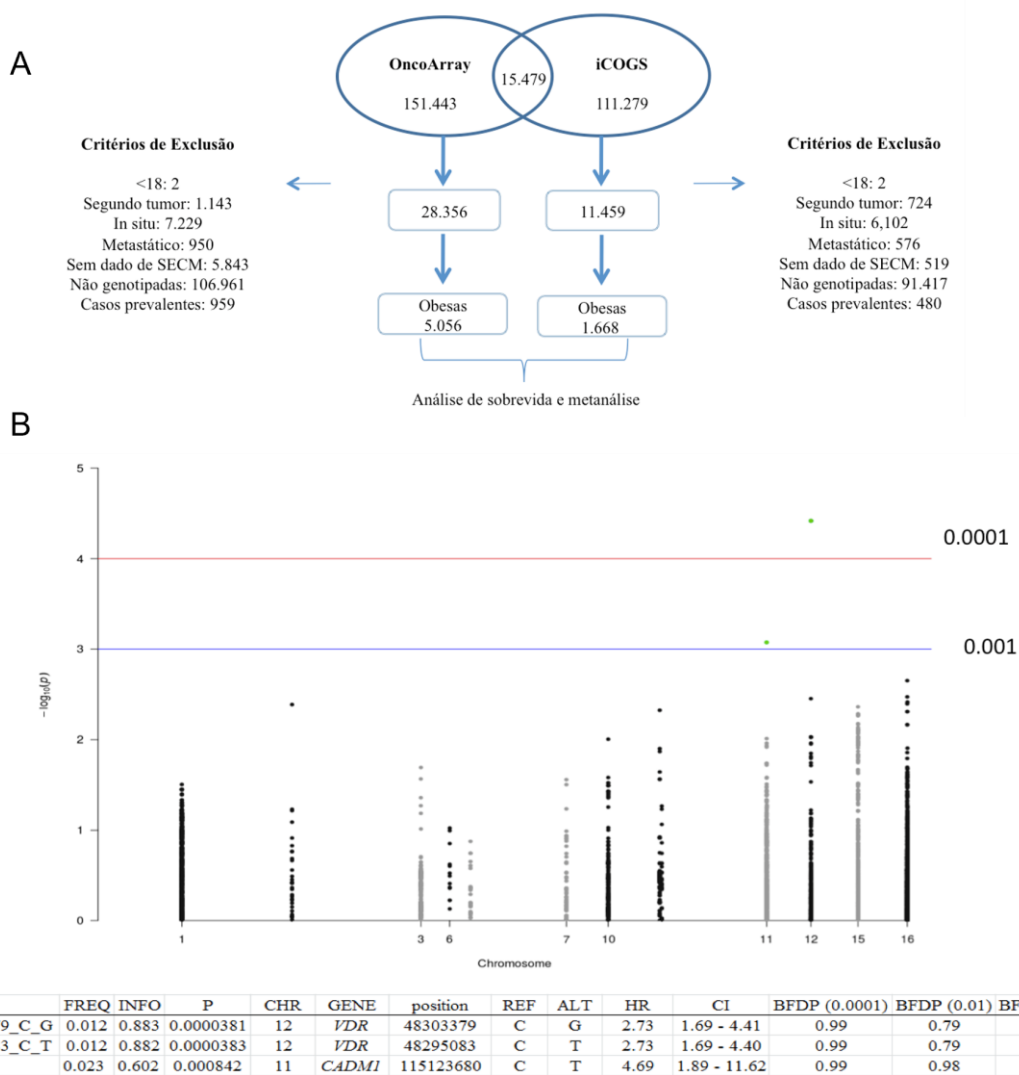 A
OncoArray
15.479
iCOGS
151.443
111.279
Critérios de Exclusão
<18: 2
Segundo tumor: 1.143
In situ: 7.229
Metastático: 950
Sem dado de SECM: 5.843
Não genotipadas: 106.961
Casos prevalentes: 959
28.356
11.459
Critérios de Exclusão
<18: 2
Segundo tumor: 724
In situ: 6,102
Metastático: 576
Sem dado de SECM: 519
Não genotipadas: 91.417
Casos prevalentes: 480
Obesas
5.056
Obesas
1.668
Análise de sobrevida e metanálise
B
5
4
3
2
1
0
−log10(p)
0.0001
0.001
1 3 6 7 10 11 12 15 16
Chromosome
FREQ INFO P CHR GENE position REF ALT HR CI BFDP (0.0001) BFDP (0.01) BF
9_C_G 0.012 0.883 0.0000381 12 VDR 48303379 C G 2.73 1.69 - 4.41 0.99 0.79
3_C_T 0.012 0.882 0.0000383 12 VDR 48295083 C T 2.73 1.69 - 4.40 0.99 0.79
0.023 0.602 0.000842 11 CADM1 115123680 C T 4.69 1.89 - 11.62 0.99 0.98